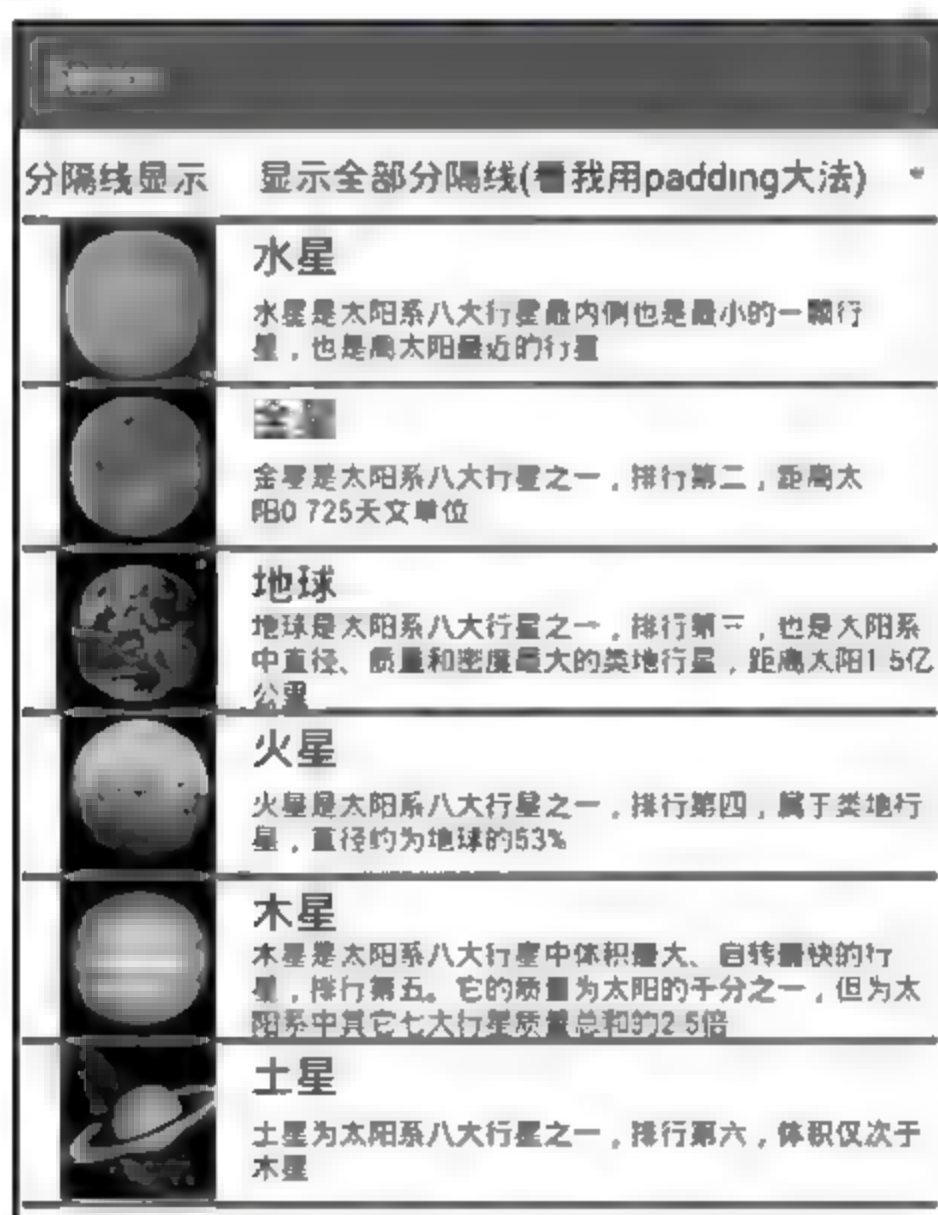 分隔线显示 显示全部分隔线(看我用padding大法)
水星
水星是太阳系八大行星最内侧也是最小的一颗行
星，也是离太阳最近的行星
金星是太阳系八大行星之一，排行第二，距离太
阳0 725天文单位
地球
地球是太阳系八大行星之一，排行第三，也是太阳系
中直径、质量和密度最大的类地行星，距离太阳1 5亿
公里
火星
火星是太阳系八大行星之一，排行第四，属于类地行
星，直径约为地球的53%
木星
木星是太阳系八大行星中体积最大、自转最快的行
星，排行第五。它的质量为太阳的千分之一，但为太
阳系中其它七大行星质量总和的2 5倍
土星
土星为太阳系八大行星之一，排行第六，体积仅次于
木星